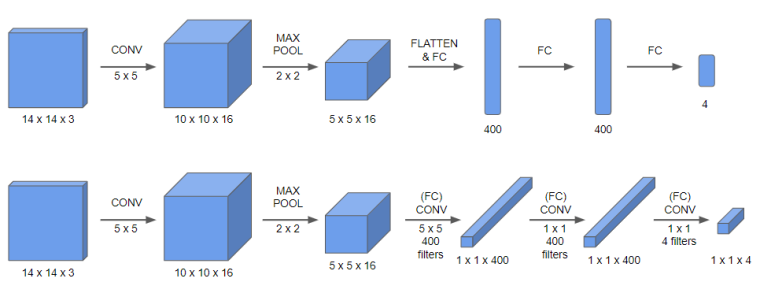 CONV
5 x 5
MAX
POOL
2 x 2
FLATTEN
& FC
FC
FC
14 x 14 x 3
10 x 10 x 16
5 x 5 x 16
400
400
4
CONV
5 x 5
MAX
POOL
2 x 2
(FC)
CONV
5 x 5
400
filters
(FC)
CONV
1 x 1
400
filters
(FC)
CONV
1 x 1
4 filters
14 x 14 x 3
10 x 10 x 16
5 x 5 x 16
1 x 1 x 400
1 x 1 x 400
1 x 1 x 4